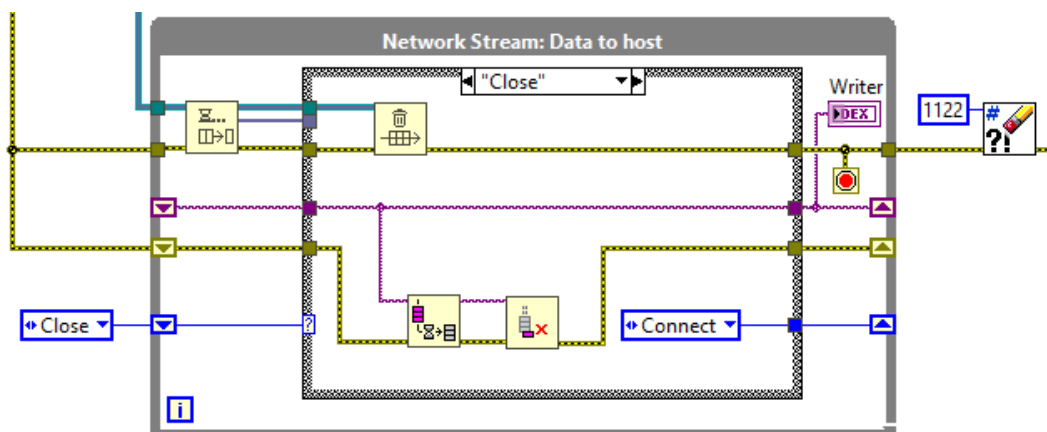 Network Stream: Data to host
"Close"
Writer
DEX
1122
#
?!
?
Close
Connect
i